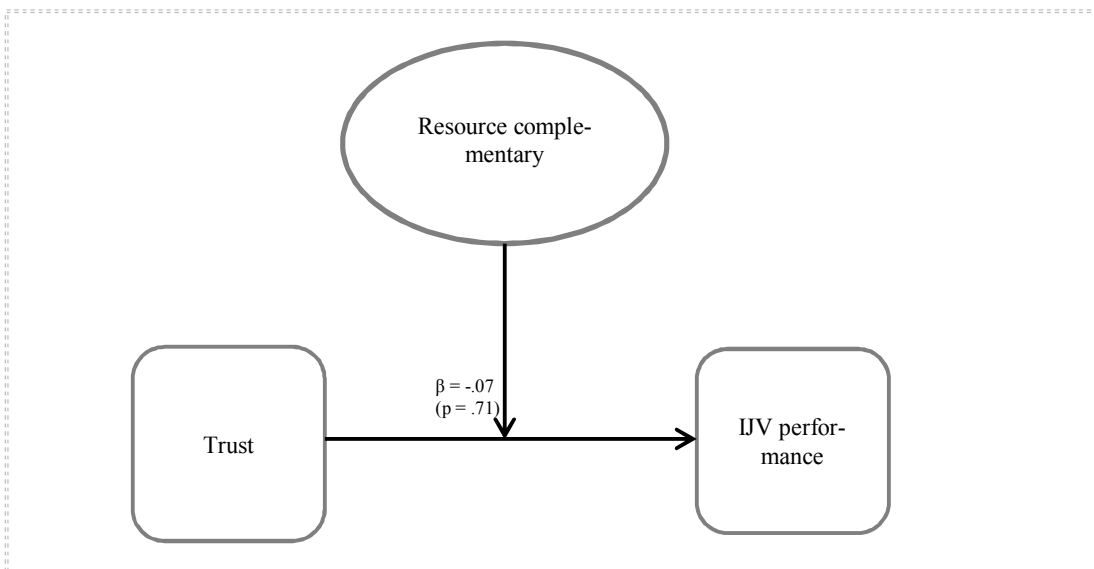 Resource comple-
mentary
β = -.07
(p = .71)
Trust
IJV perfor-
mance